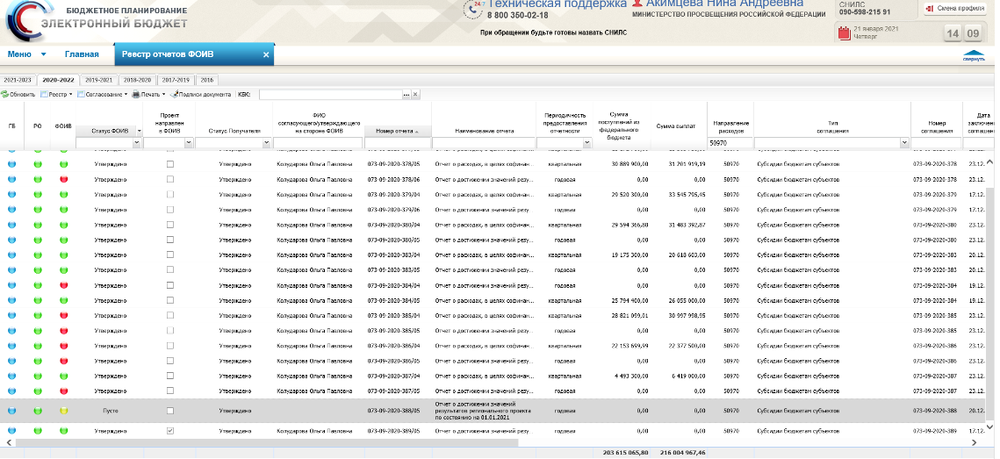 БЮДЖЕТНОЕ ПЛАНИРОВАНИЕ
ЭЛЕКТРОННЫЙ БЮДЖЕТ
24/7 Техническая поддержка
8 800 350-02-18
При обращении будьте готовы назвать СНИЛС
Акимцева Нина Андреевна
МИНИСТЕРСТВО ПРОСВЕЩЕНИЯ РОССИЙСКОЙ ФЕДЕРАЦИИ
СНИЛС
090-598-215 91
Смена профиля
21 января 2021
Четверг
14 09
Меню Главная Реестр отчетов ФОИВ × свернуть
2021-2023 2020-2022 2019-2021 2018-2020 2017-2019 2016
Обновить Реестр Согласование Печать Подписи документа КБК: ...
ГБ РО ФОИВ Статус ФОИВ Проект направлен в ФОИВ Статус Получателя ФИО согласующего/утверждающего на стороне ФОИВ Номер отчета Наименование отчета Периодичность предоставления отчетности Сумма поступлений из федерального бюджета Сумма выплат Направление расходов Тип соглашения Номер соглашения Дата
50970
Утверждено Утверждено Колударова Ольга Павловна 073-09-2020-378/05 Отчет о расходах, в целях софинан... квартальная 30 889 900,00 31 201 919,19 50970 Субсидии бюджетам субъектов 073-09-2020-378 23.12.
Утверждено Утверждено Колударова Ольга Павловна 073-09-2020-378/06 Отчет о достижении значений резу... годовая 0,00 0,00 50970 Субсидии бюджетам субъектов 073-09-2020-378 23.12.
Утверждено Утверждено Колударова Ольга Павловна 073-09-2020-379/04 Отчет о расходах, в целях софинан... квартальная 29 520 300,00 33 545 795,45 50970 Субсидии бюджетам субъектов 073-09-2020-379 17.12.
Утверждено Утверждено Колударова Ольга Павловна 073-09-2020-379/06 Отчет о достижении значений резу годовая 0,00 0,00 50970 Субсидии бюджетам субъектов 073-09-2020-379 17.12.
Утверждено Утверждено Колударова Ольга Павловна 073-09-2020-380/04 Отчет о расходах, в целях софинан... квартальная 29 594 366,80 31 483 392,87 50970 Субсидии бюджетам субъектов 073-09-2020-380 23.12.
Утверждено Утверждено Колударова Ольга Павловна 073-09-2020-380/05 Отчет о достижении значений резу... годовая 0,00 0,00 50970 Субсидии бюджетам субъектов 073-09-2020-380 23.12.
Утверждено Утверждено Колударова Ольга Павловна 073-09-2020-383/04 Отчет о расходах, в целях софинан... квартальная 19 175 300,00 20 618 603,00 50970 Субсидии бюджетам субъектов 073-09-2020-383 20.12.
Утверждено Утверждено Колударова Ольга Павловна 073-09-2020-383/05 Отчет о достижении значений резу... годовая 0,00 0,00 50970 Субсидии бюджетам субъектов 073-09-2020-383 20.12.
Утверждено Утверждено Колударова Ольга Павловна 073-09-2020-384/04 Отчет о достижении значений резу... годовая 0,00 0,00 50970 Субсидии бюджетам субъектов 073-09-2020-384 19.12.
Утверждено Утверждено Колударова Ольга Павловна 073-09-2020-384/05 Отчет о расходах, в целях софинан... квартальная 25 794 400,00 26 055 000,00 50970 Субсидии бюджетам субъектов 073-09-2020-384 19.12.
Утверждено Утверждено Колударова Ольга Павловна 073-09-2020-385/04 Отчет о расходах, в целях софинан... квартальная 28 821 099,01 30 997 998,95 50970 Субсидии бюджетам субъектов 073-09-2020-385 23.12.
Утверждено Утверждено Колударова Ольга Павловна 073-09-2020-385/05 Отчет о достижении значений резу... годовая 0,00 0,00 50970 Субсидии бюджетам субъектов 073-09-2020-385 23.12.
Утверждено Утверждено Колударова Ольга Павловна 073-09-2020-386/04 Отчет о расходах, в целях софинан... квартальная 22 153 699,99 22 377 500,00 50970 Субсидии бюджетам субъектов 073-09-2020-386 23.12.
Утверждено Утверждено Колударова Ольга Павловна 073-09-2020-386/05 Отчет о достижении значений резу... годовая 0,00 0,00 50970 Субсидии бюджетам субъектов 073-09-2020-386 23.12.
Утверждено Утверждено Колударова Ольга Павловна 073-09-2020-387/04 Отчет о расходах, в целях софинан... квартальная 4 493 300,00 6 419 000,00 50970 Субсидии бюджетам субъектов 073-09-2020-387 23.12.
Утверждено Утверждено Колударова Ольга Павловна 073-09-2020-387/05 Отчет о достижении значений резу... годовая 0,00 0,00 50970 Субсидии бюджетам субъектов 073-09-2020-387 23.12.
Пусто Утверждено 073-09-2020-388/05 Отчет о достижении значений результатов регионального проекта по состоянию на 01.01.2021 годовая 0,00 0,00 50970 Субсидии бюджетам субъектов 073-09-2020-388 20.12.
Утверждено Утверждено Колударова Ольга Павловна 073-09-2020-389/05 Отчет о достижении значений резу... годовая 0,00 0,00 50970 Субсидии бюджетам субъектов 073-09-2020-389 17.12.
203 615 065,80 216 004 967,46